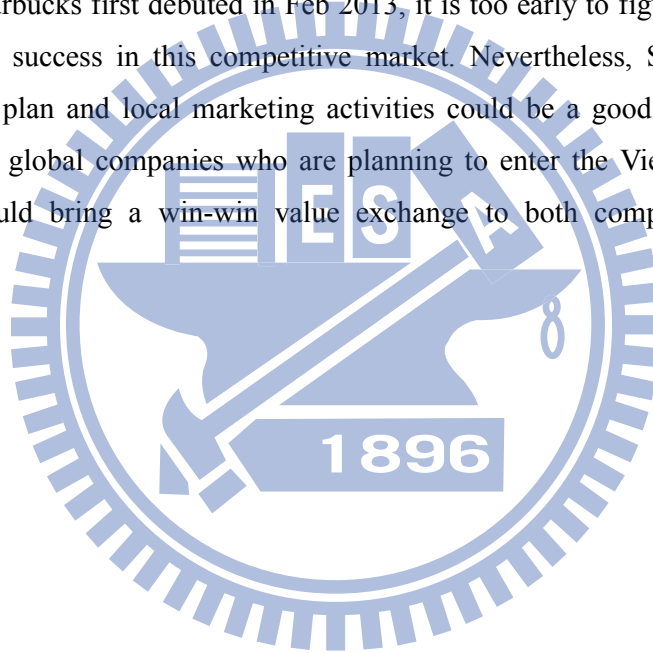 rbucks first debuted in Feb 2013, it is too early to fig
success in this competitive market. Nevertheless, S
plan and local marketing activities could be a good
global companies who are planning to enter the Vie
uld bring a win-win value exchange to both comp
E S A
1896